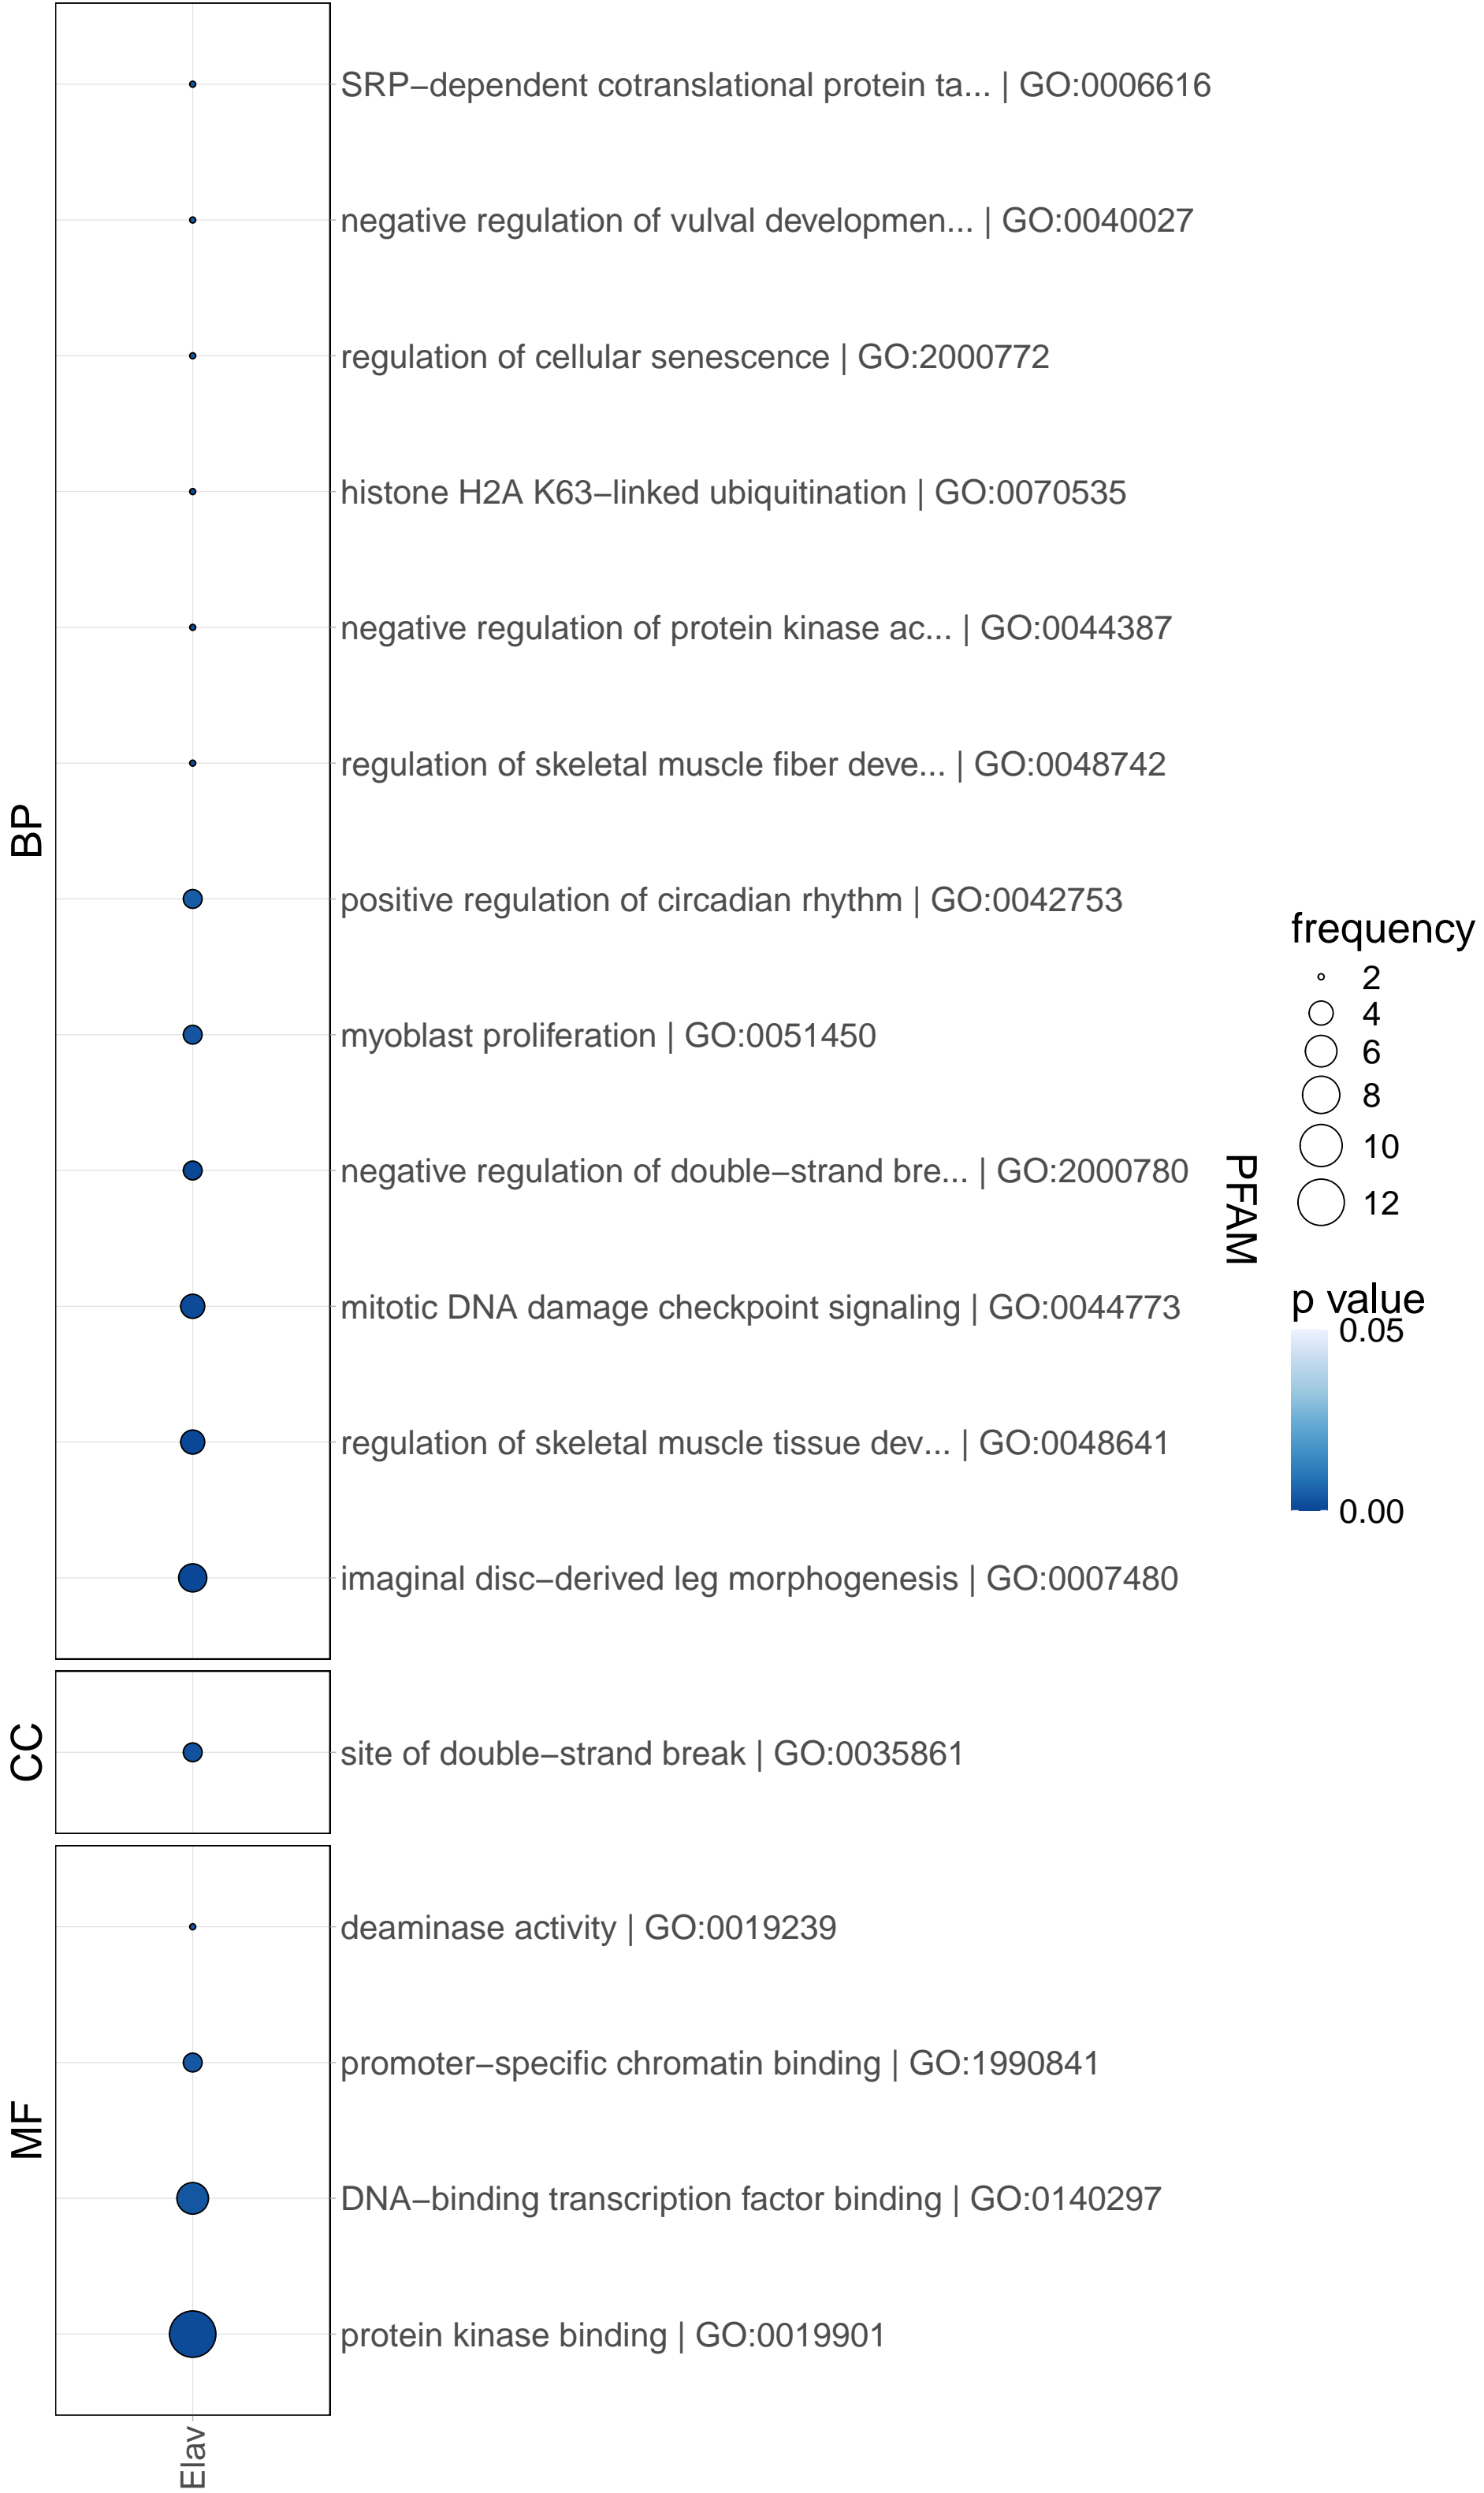 BP
SRP−dependent cotranslational protein ta... | GO:0006616
negative regulation of vulval developmen... | GO:0040027
regulation of cellular senescence | GO:2000772
histone H2A K63−linked ubiquitination | GO:0070535
negative regulation of protein kinase ac... | GO:0044387
regulation of skeletal muscle fiber deve... | GO:0048742
positive regulation of circadian rhythm | GO:0042753
myoblast proliferation | GO:0051450
negative regulation of double−strand bre... | GO:2000780
mitotic DNA damage checkpoint signaling | GO:0044773
regulation of skeletal muscle tissue dev... | GO:0048641
imaginal disc−derived leg morphogenesis | GO:0007480
CC
site of double−strand break | GO:0035861
MF
deaminase activity | GO:0019239
promoter−specific chromatin binding | GO:1990841
DNA−binding transcription factor binding | GO:0140297
protein kinase binding | GO:0019901
Elav
PFAM
frequency
2
4
6
8
10
12
p value
0.05
0.00